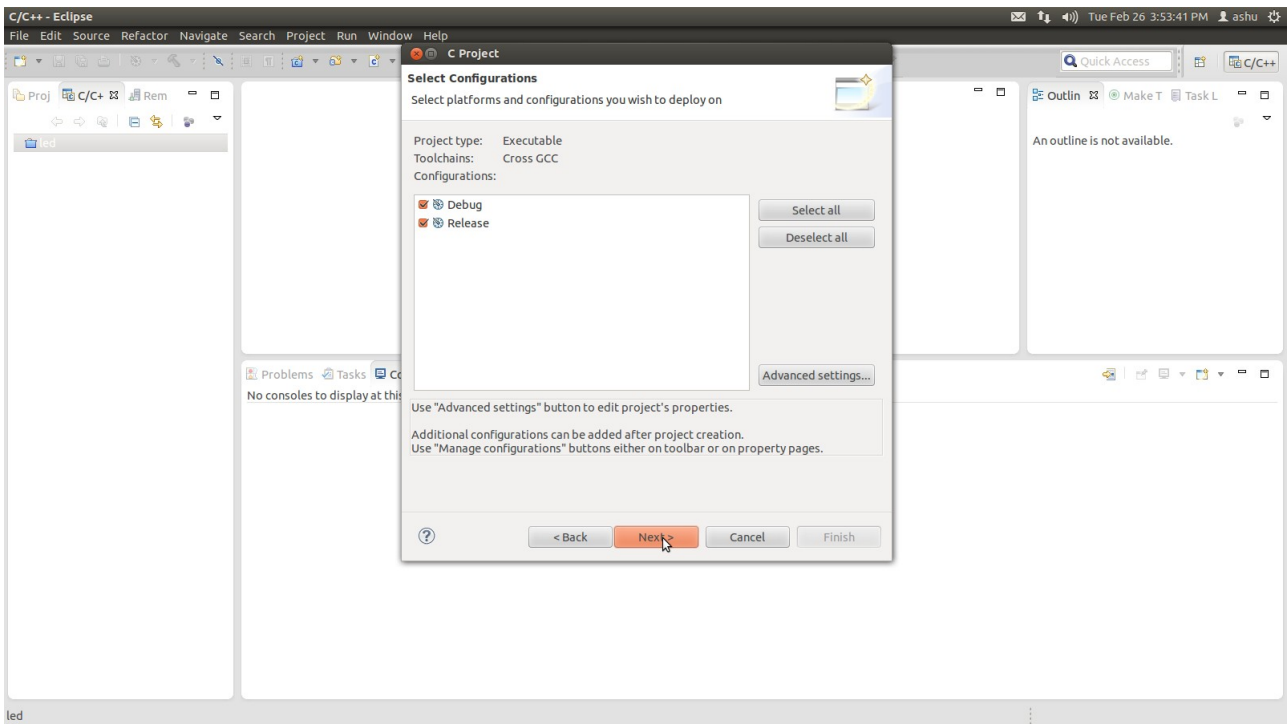 C/C++ - Eclipse
Tue Feb 26 3:53:41 PM ashu
File Edit Source Refactor Navigate Search Project Run Window Help
Quick Access
C/C++
Proj C/C+ Rem
led
Outlin Make T Task L
An outline is not available.
C Project
Select Configurations
Select platforms and configurations you wish to deploy on
Project type: Executable
Toolchains: Cross GCC
Configurations:
Debug
Release
Select all
Deselect all
Advanced settings...
Use "Advanced settings" button to edit project's properties.
Additional configurations can be added after project creation.
Use "Manage configurations" buttons either on toolbar or on property pages.
< Back Next > Cancel Finish
Problems Tasks Co
No consoles to display at this
led